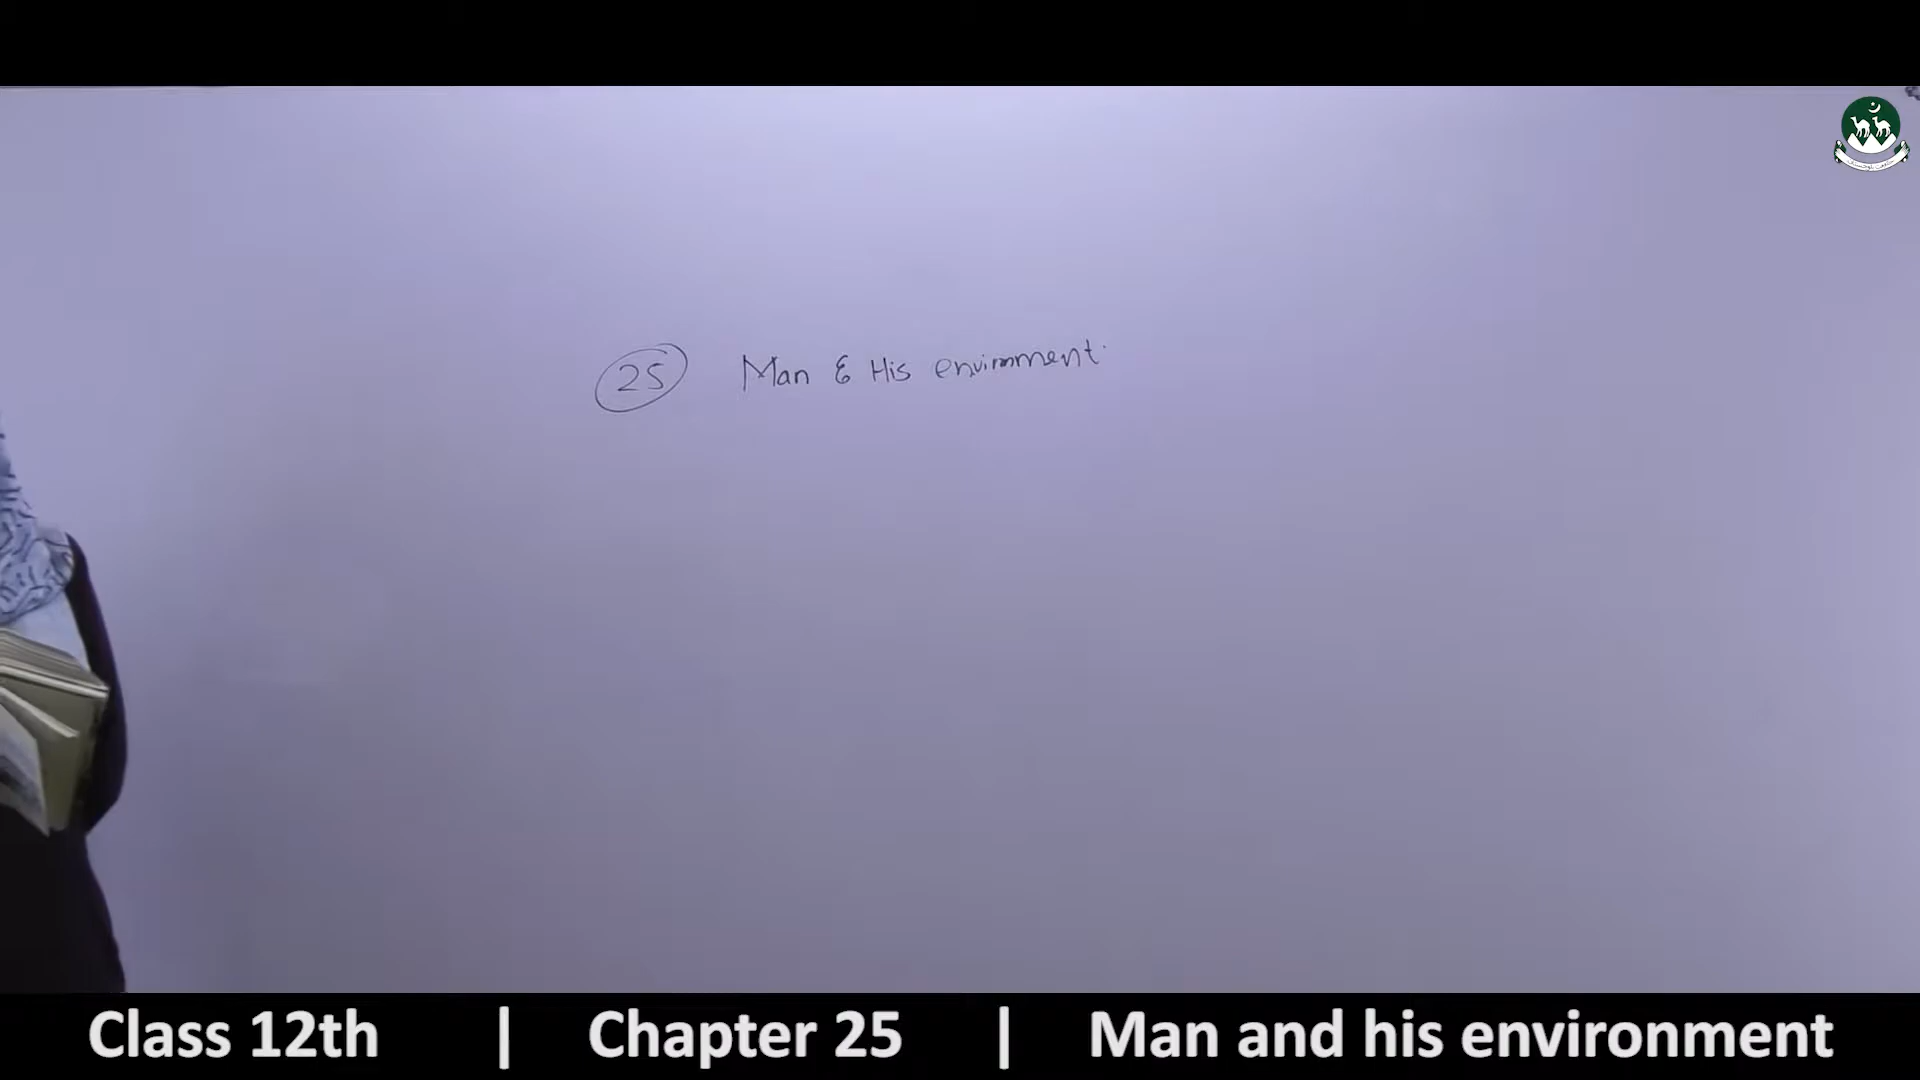 25 Man & His environment.
Class 12th | Chapter 25 | Man and his environment